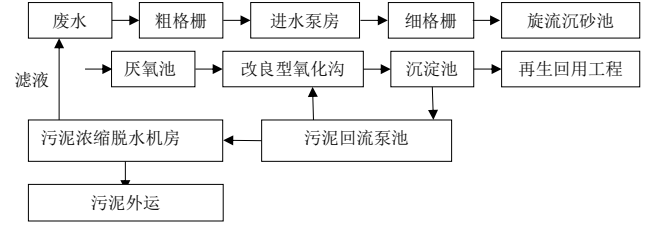 废水
粗格栅
进水泵房
细格栅
旋流沉砂池
滤液
厌氧池
改良型氧化沟
沉淀池
再生回用工程
污泥浓缩脱水机房
污泥回流泵池
污泥外运